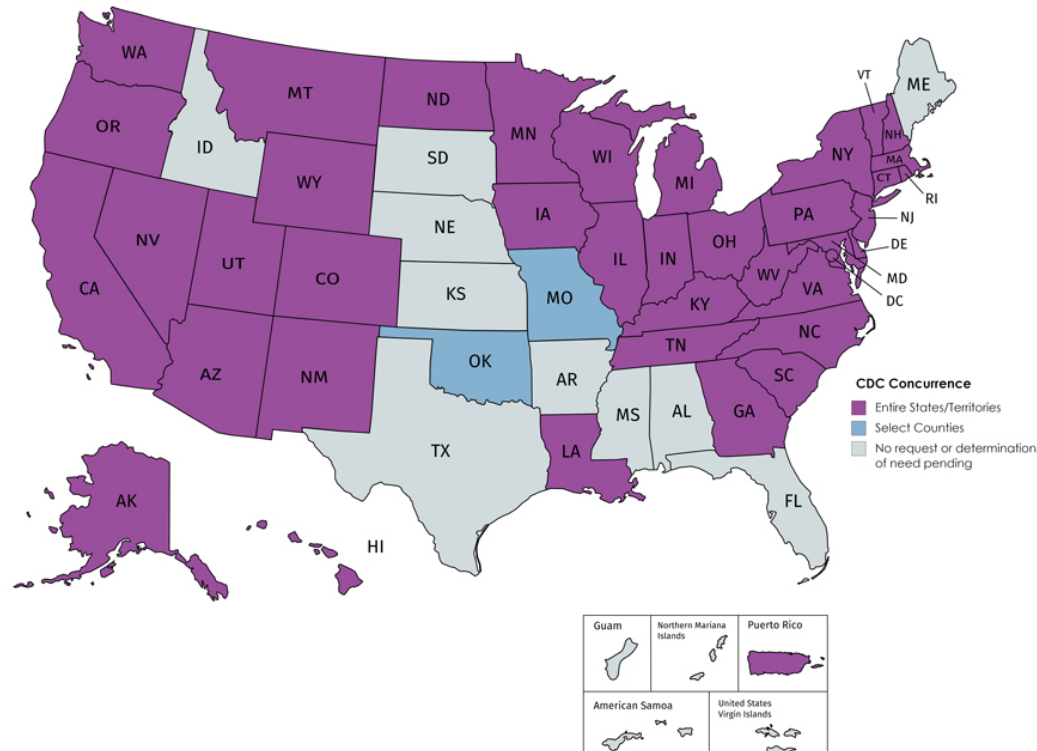 WA
MT
ND
MN
VT
ME
OR
ID
SD
WI
NY
NH
MA
CT
RI
WY
MI
NE
IA
PA
NJ
NV
UT
CO
IL
IN
OH
DE
MD
DC
CA
KS
MO
WV
VA
KY
NC
TN
AZ
NM
OK
AR
SC
MS
AL
GA
TX
LA
FL
AK
HI
CDC Concurrence
Entire States/Territories
Select Counties
No request or determination
of need pending
Guam
Northern Mariana
Islands
Puerto Rico
American Samoa
United States
Virgin Islands